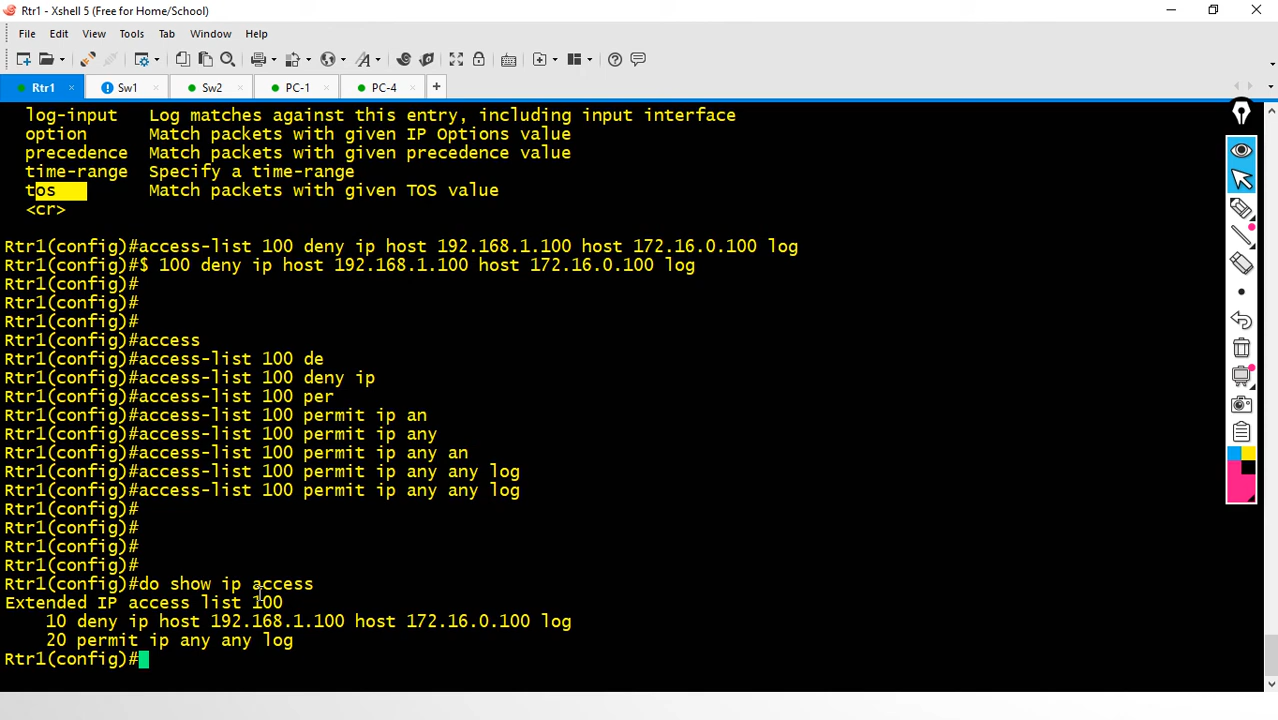 Rtr1 - Xshell 5 (Free for Home/School)
File Edit View Tools Tab Window Help
Rtr1 Sw1 Sw2 PC-1 PC-4
log-input Log matches against this entry, including input interface
option Match packets with given IP Options value
precedence Match packets with given precedence value
time-range Specify a time-range
tos Match packets with given TOS value
<cr>
Rtr1(config)#access-list 100 deny ip host 192.168.1.100 host 172.16.0.100 log
Rtr1(config)#$ 100 deny ip host 192.168.1.100 host 172.16.0.100 log
Rtr1(config)#
Rtr1(config)#
Rtr1(config)#
Rtr1(config)#access
Rtr1(config)#access-list 100 de
Rtr1(config)#access-list 100 deny ip
Rtr1(config)#access-list 100 per
Rtr1(config)#access-list 100 permit ip an
Rtr1(config)#access-list 100 permit ip any
Rtr1(config)#access-list 100 permit ip any an
Rtr1(config)#access-list 100 permit ip any any log
Rtr1(config)#access-list 100 permit ip any any log
Rtr1(config)#
Rtr1(config)#
Rtr1(config)#
Rtr1(config)#
Rtr1(config)#do show ip access
Extended IP access list 100
10 deny ip host 192.168.1.100 host 172.16.0.100 log
20 permit ip any any log
Rtr1(config)#